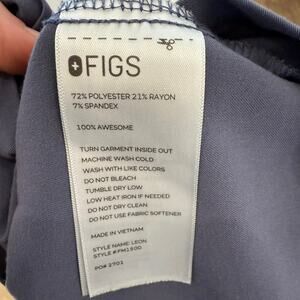 FIGS
72% POLYESTER 21% RAYON
7% SPANDEX
100% AWESOME
TURN GARMENT INSIDE OUT
MACHINE WASH COLD
WASH WITH LIKE COLORS
DO NOT BLEACH
TUMBLE DRY LOW
LOW HEAT IRON IF NEEDED
DO NOT DRY CLEAN
DO NOT USE FABRIC SOFTENER
MADE IN VIETNAM
STYLE NAME: LEON
STYLE #:FM1500
PO# 2701